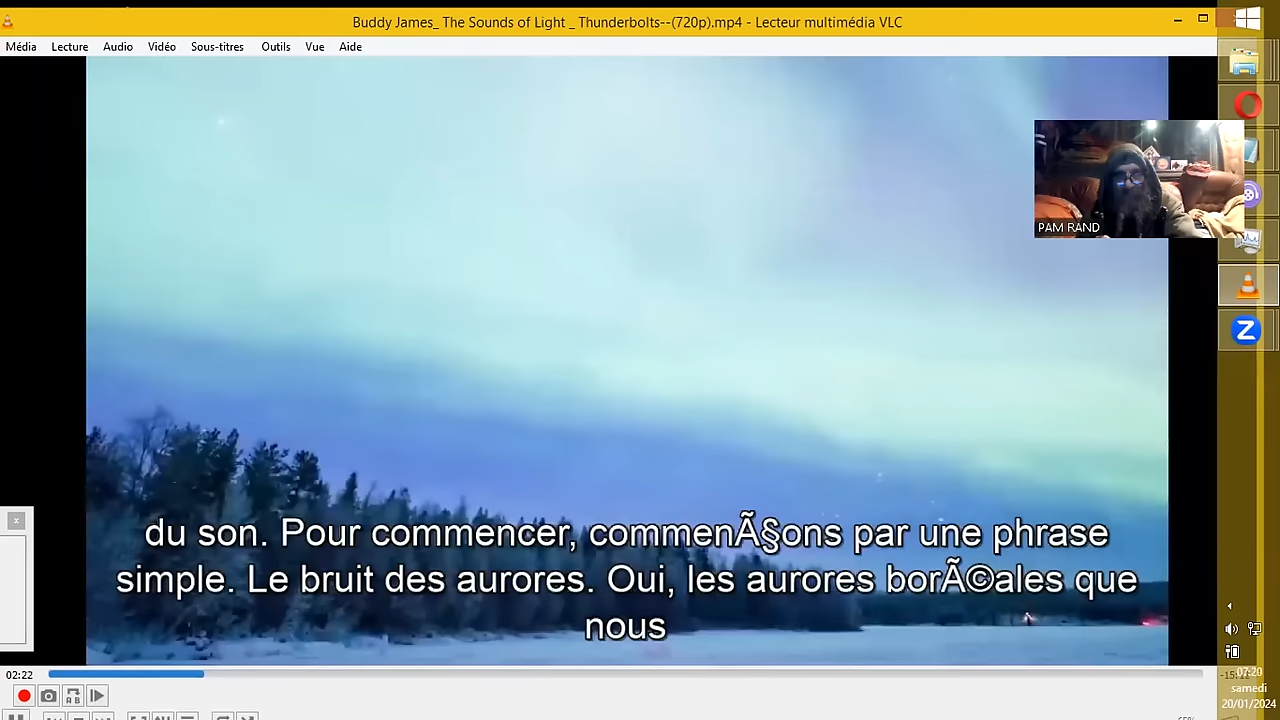 Buddy James_ The Sounds of Light _ Thunderbolts--(720p).mp4 - Lecteur multimédia VLC
Média Lecture Audio Vidéo Sous-titres Outils Vue Aide
PAM RAND
du son. Pour commencer, commenÃ§ons par une phrase
simple. Le bruit des aurores. Oui, les aurores borÃ©ales que
nous
02:22
07:20
samedi
20/01/2024